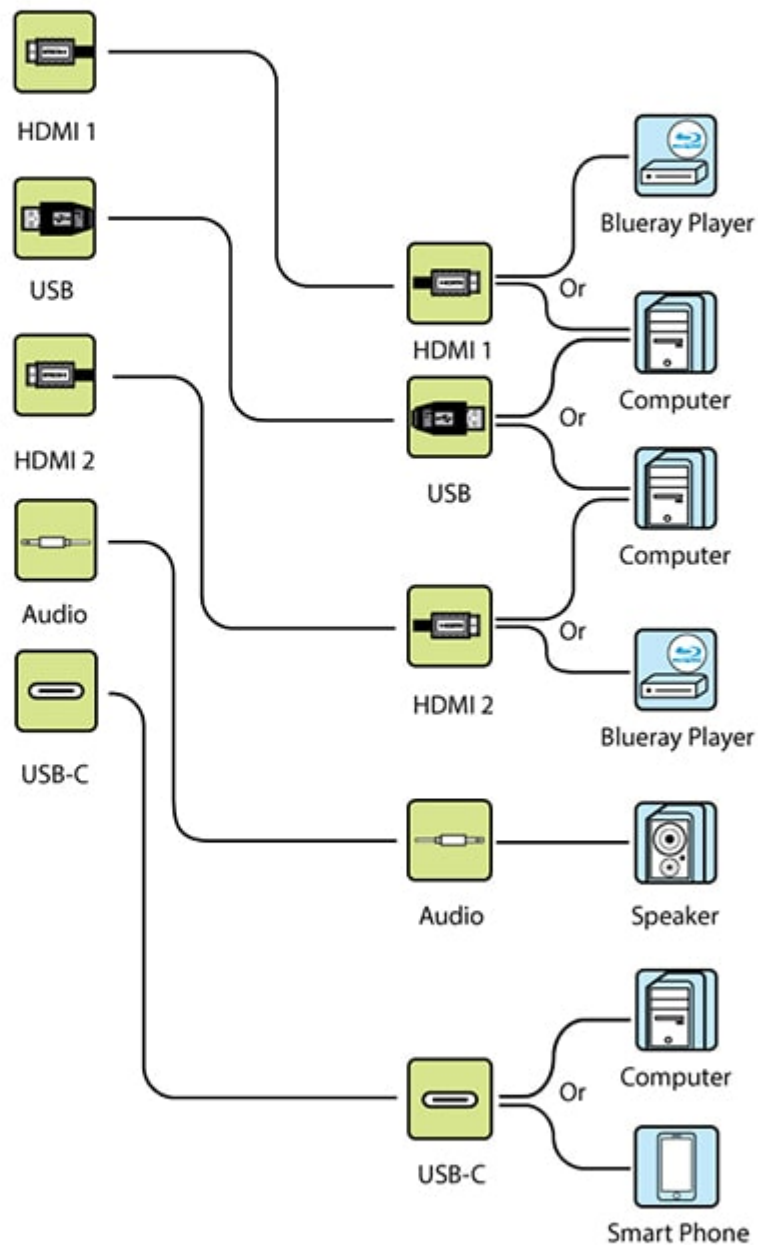 HDMI 1
Blueray Player
USB
Or
HDMI 1
HDMI 2
Computer
Or
USB
Audio
Computer
Or
HDMI 2
USB-C
Blueray Player
Audio
Speaker
Computer
Or
USB-C
Smart Phone